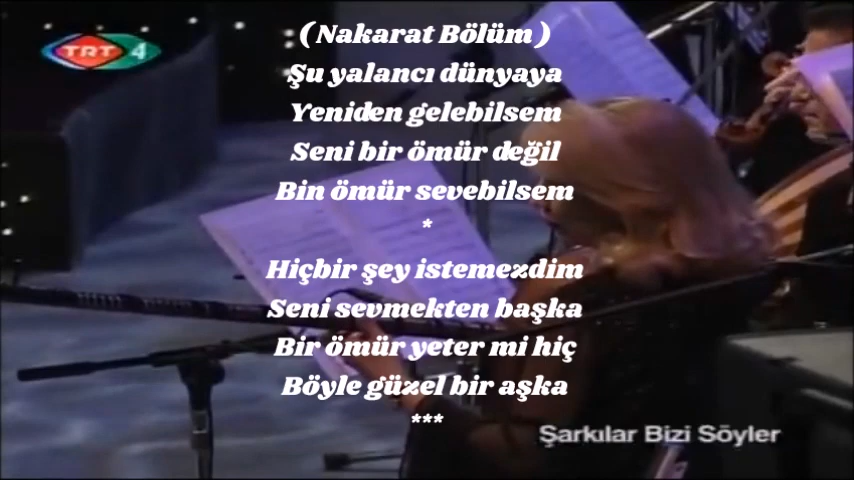 TRT 4
( Nakarat Bölüm )
Şu yalancı dünyaya
Yeniden gelebilsem
Seni bir ömür değil
Bin ömür sevebilsem
*
Hiçbir şey istemezdim
Seni sevmekten başka
Bir ömür yeter mi hiç
Böyle güzel bir aşka
***
Şarkılar Bizi Söyler